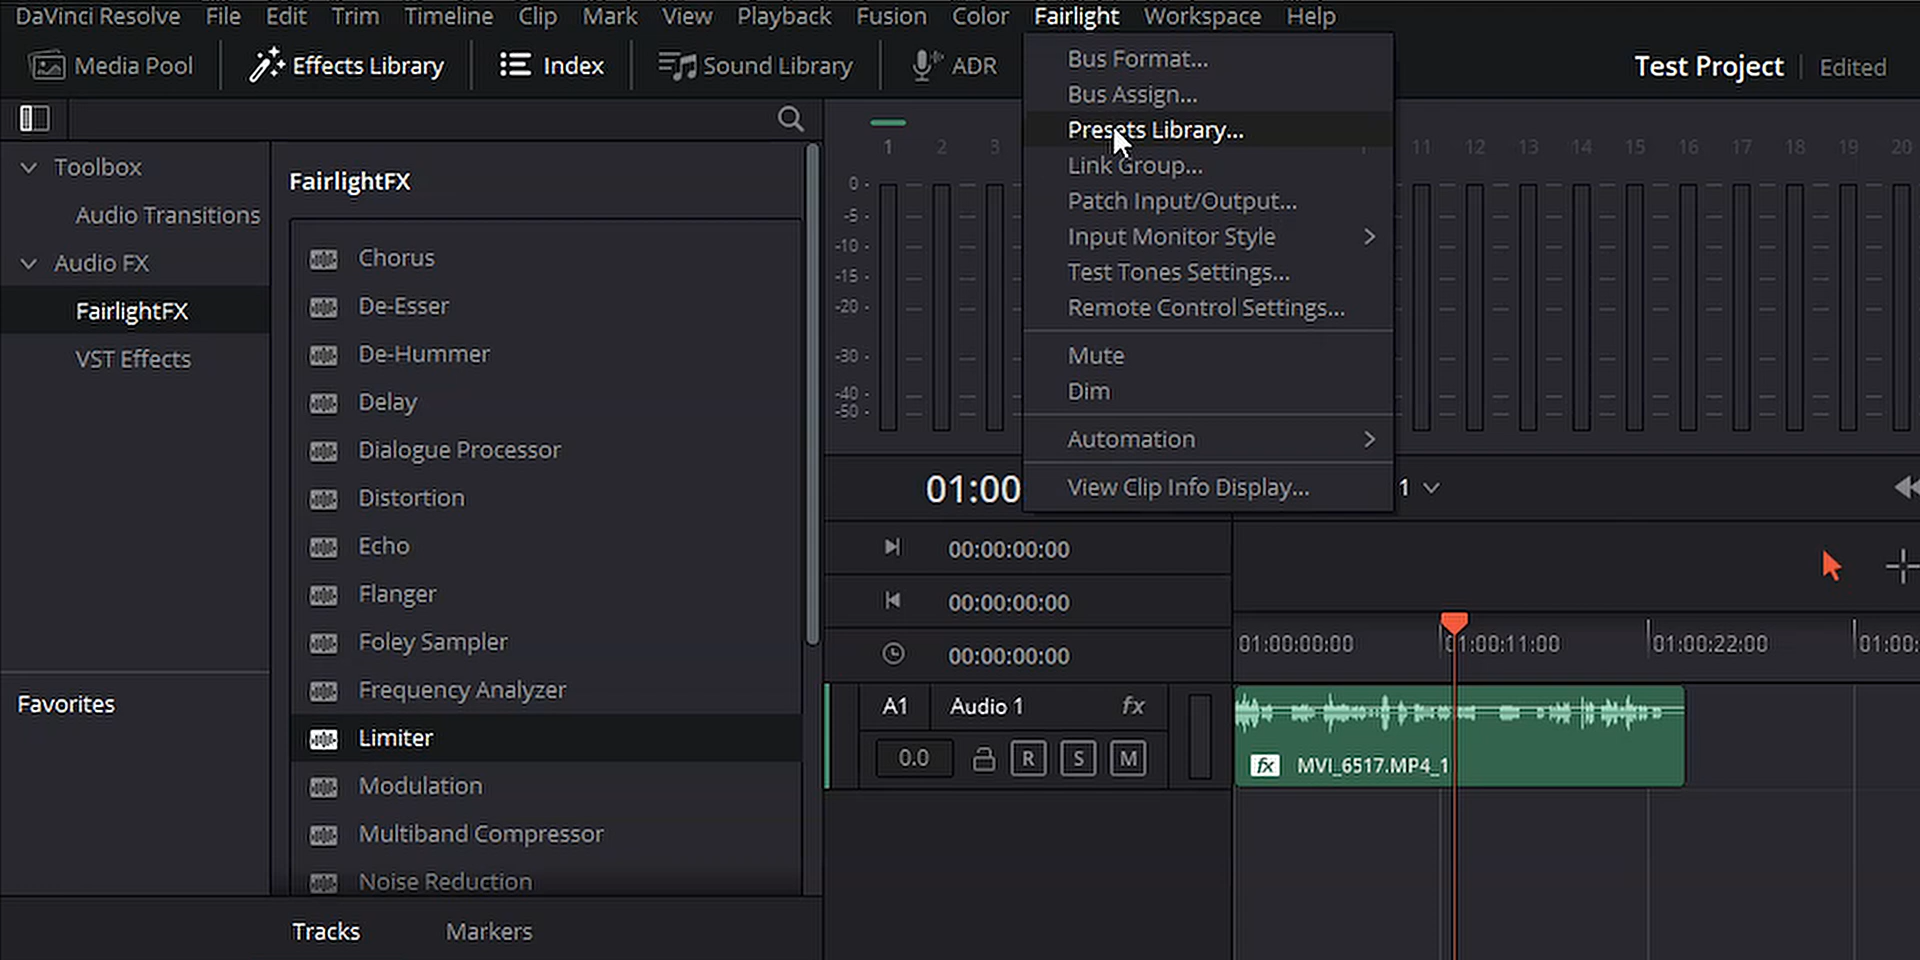 DaVinci Resolve File Edit Trim Timeline Clip Mark View Playback Fusion Color Fairlight Workspace Help
Media Pool Effects Library Index Sound Library ADR Test Project Edited
Bus Format...
Bus Assign...
Presets Library...
Link Group...
Patch Input/Output...
Input Monitor Style
Test Tones Settings...
Remote Control Settings...
Mute
Dim
Automation
View Clip Info Display...
Toolbox
Audio Transitions
Audio FX
FairlightFX
VST Effects
Favorites
FairlightFX
Chorus
De-Esser
De-Hummer
Delay
Dialogue Processor
Distortion
Echo
Flanger
Foley Sampler
Frequency Analyzer
Limiter
Modulation
Multiband Compressor
Noise Reduction
Tracks Markers
1 2 3 11 12 13 14 15 16 17 18 19 20
0
-5
-10
-15
-20
-30
-40
-50
01:00 1
00:00:00:00
00:00:00:00
00:00:00:00
01:00:00:00 01:00:11:00 01:00:22:00 01:00:
A1 Audio 1 fx
0.0 R S M
fx MVI_6517.MP4_1